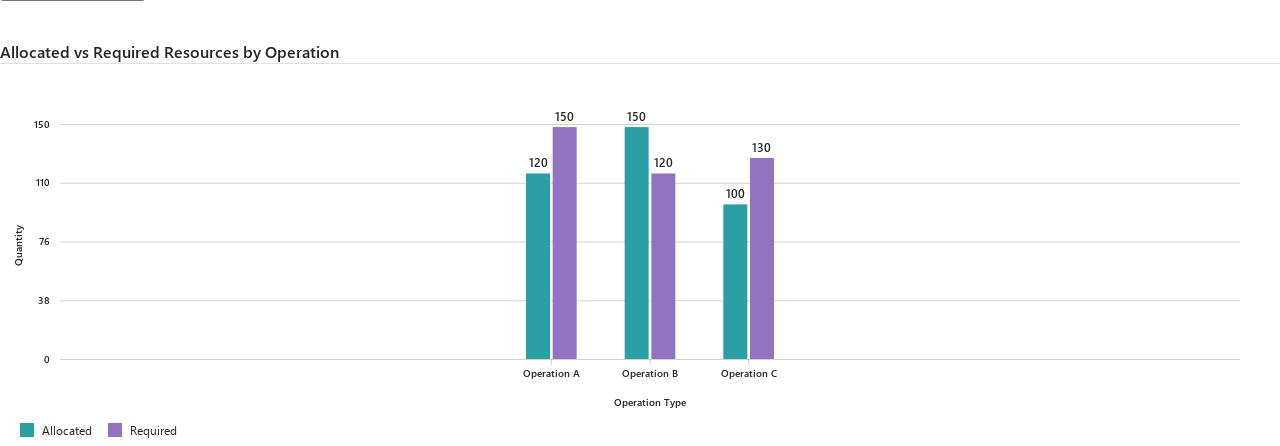 Allocated vs Required Resources by Operation
150
110
76
38
0
Quantity
120
150
150
120
100
130
Operation A
Operation B
Operation C
Operation Type
Allocated
Required